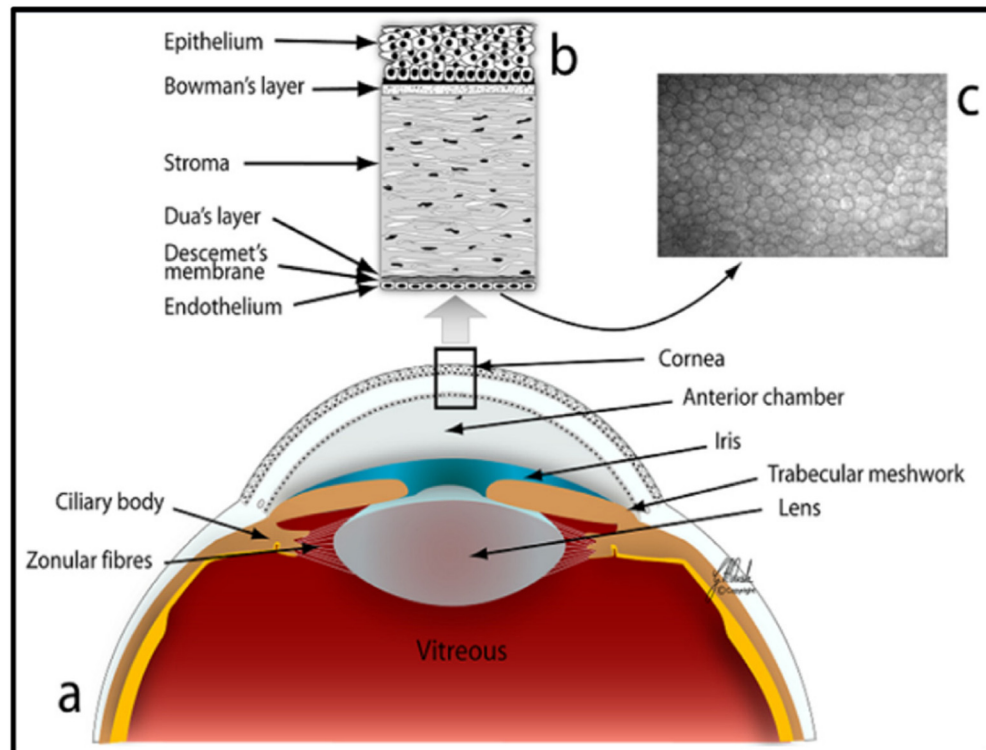 Epithelium
b
Bowman's layer
c
Stroma
Dua's layer
Descemet's
membrane
Endothelium
Cornea
Anterior chamber
Iris
Trabecular meshwork
Ciliary body
Lens
Zonular fibres
©Copyright
Vitreous
a